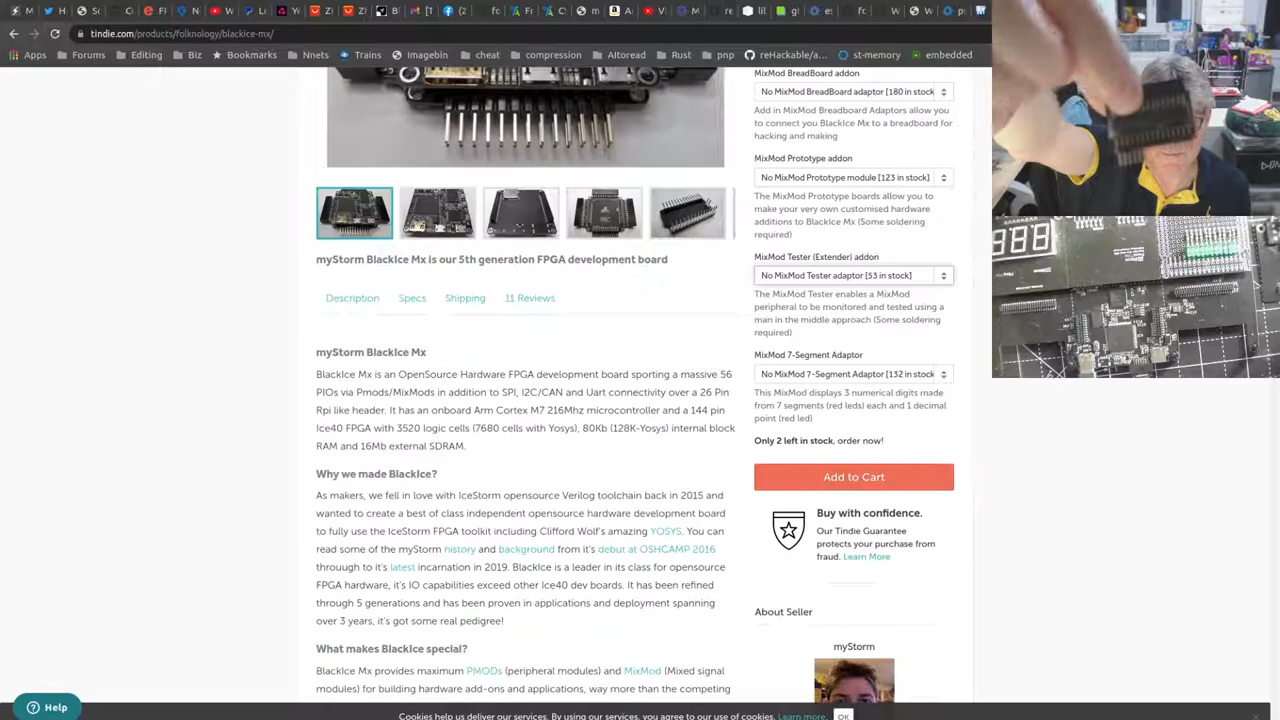 tindie.com/products/folknology/blackice-mx/
Apps Forums Editing Biz Bookmarks Nnets Trains Imagebin cheat compression Altoread Rust pnp reHackable/a... st-memory embedded
myStorm BlackIce Mx is our 5th generation FPGA development board
Description Specs Shipping 11 Reviews
myStorm BlackIce Mx
BlackIce Mx is an OpenSource Hardware FPGA development board sporting a massive 56
PIOs via Pmods/MixMods in addition to SPI, I2C/CAN and Uart connectivity over a 26 Pin
Rpi like header. It has an onboard Arm Cortex M7 216Mhz microcontroller and a 144 pin
Ice40 FPGA with 3520 logic cells (7680 cells with Yosys), 80Kb (128K-Yosys) internal block
RAM and 16Mb external SDRAM.
Why we made BlackIce?
As makers, we fell in love with IceStorm opensource Verilog toolchain back in 2015 and
wanted to create a best of class independent opensource hardware development board
to fully use the IceStorm FPGA toolkit including Clifford Wolf's amazing YOSYS. You can
read some of the myStorm history and background from it's debut at OSHCAMP 2016
throough to it's latest incarnation in 2019. BlackIce is a leader in its class for opensource
FPGA hardware, it's IO capabilities exceed other Ice40 dev boards. It has been refined
through 5 generations and has been proven in applications and deployment spanning
over 3 years, it's got some real pedigree!
What makes BlackIce special?
BlackIce Mx provides maximum PMODs (peripheral modules) and MixMod (Mixed signal
modules) for building hardware add-ons and applications, way more than the competing
MixMod BreadBoard addon
No MixMod BreadBoard adaptor [180 in stock
Add in MixMod Breadboard Adaptors allow you
to connect you BlackIce Mx to a breadboard for
hacking and making
MixMod Prototype addon
No MixMod Prototype module [123 in stock]
The MixMod Prototype boards allow you to
make your very own customised hardware
additions to BlackIce Mx (Some soldering
required)
MixMod Tester (Extender) addon
No MixMod Tester adaptor [53 in stock]
The MixMod Tester enables a MixMod
peripheral to be monitored and tested using a
man in the middle approach (Some soldering
required)
MixMod 7-Segment Adaptor
No MixMod 7-Segment Adaptor [132 in stock
This MixMod displays 3 numerical digits made
from 7 segments (red leds) each and 1 decimal
point (red led)
Only 2 left in stock, order now!
Add to Cart
Buy with confidence.
Our Tindie Guarantee
protects your purchase from
fraud. Learn More
About Seller
myStorm
Help
Cookies help us deliver our services. By using our services, you agree to our use of cookies. Learn more. OK